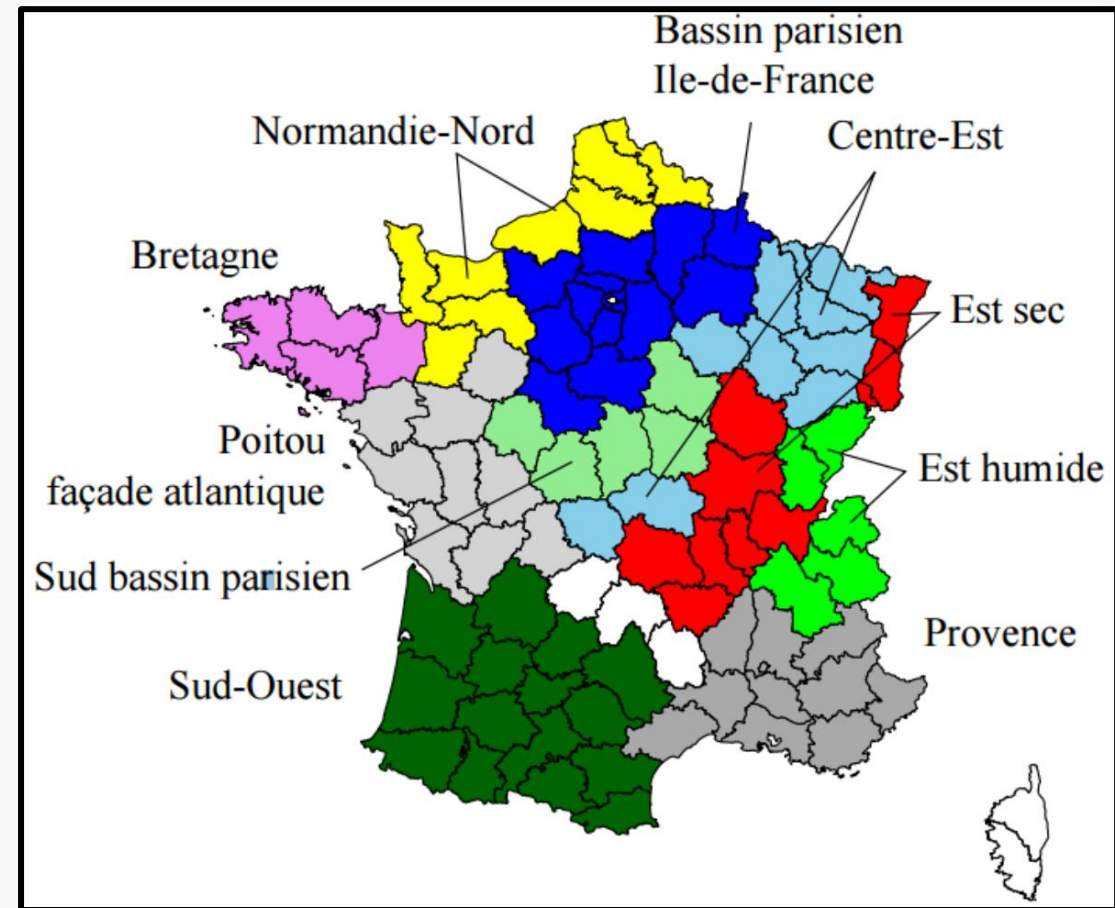 Bassin parisien
Ile-de-France
Normandie-Nord
Centre-Est
Bretagne
Est sec
Poitou
façade atlantique
Est humide
Sud bassin parisien
Provence
Sud-Ouest